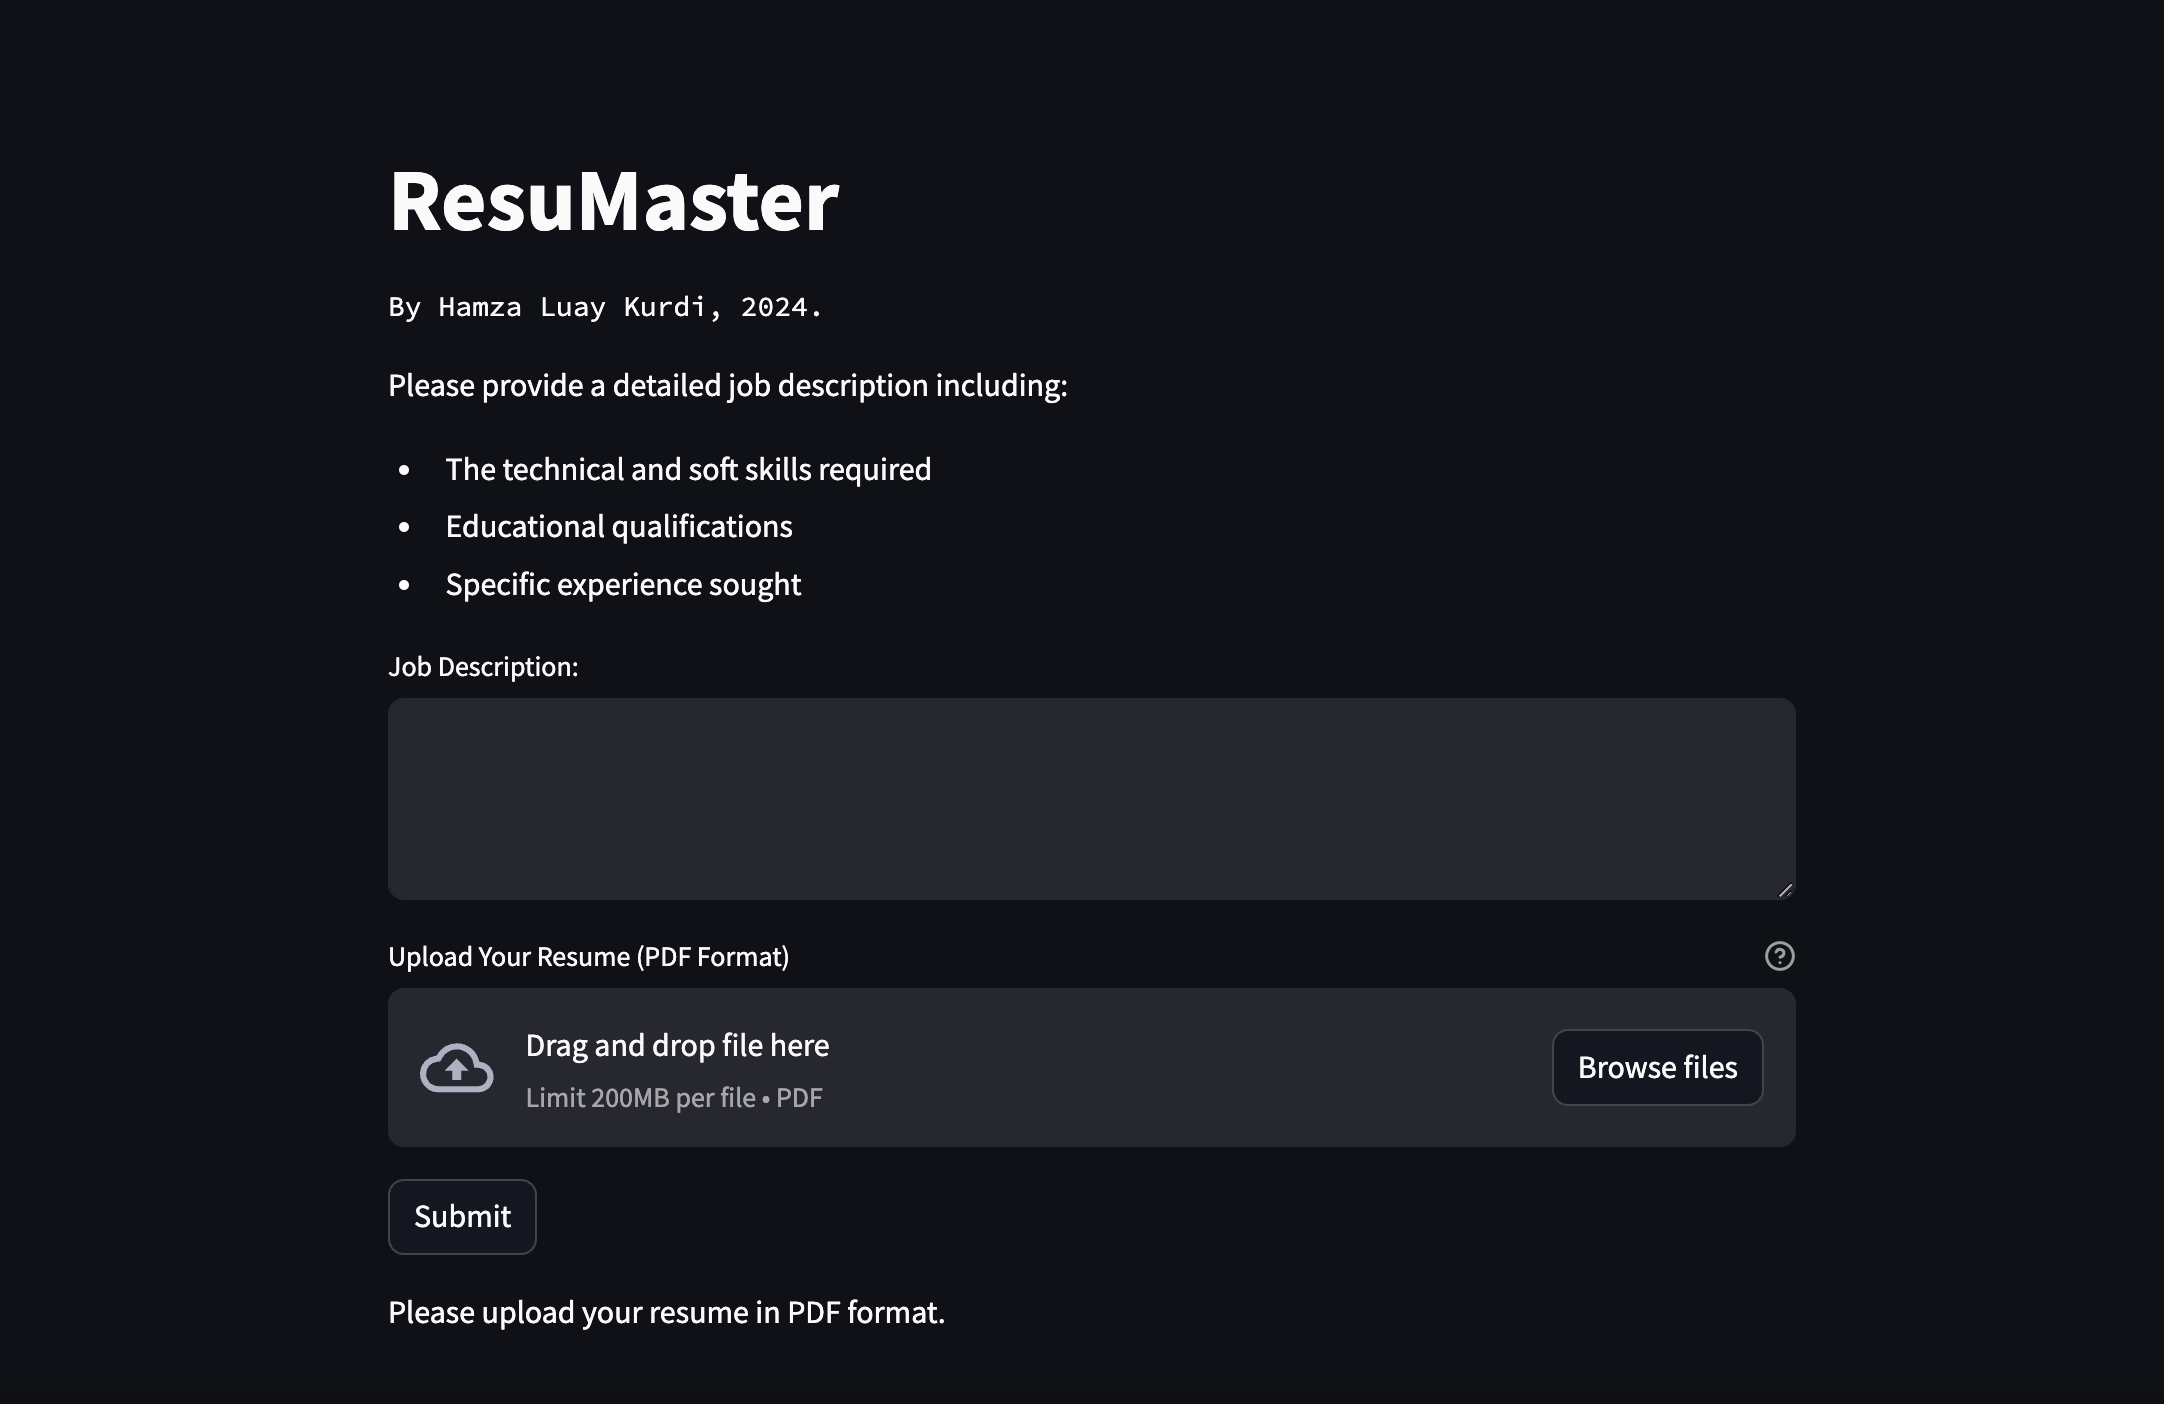 ResuMaster
By Hamza Luay Kurdi, 2024.
Please provide a detailed job description including:
• The technical and soft skills required
• Educational qualifications
• Specific experience sought
Job Description:
Upload Your Resume (PDF Format)
Drag and drop file here
Limit 200MB per file • PDF
Browse files
Submit
Please upload your resume in PDF format.